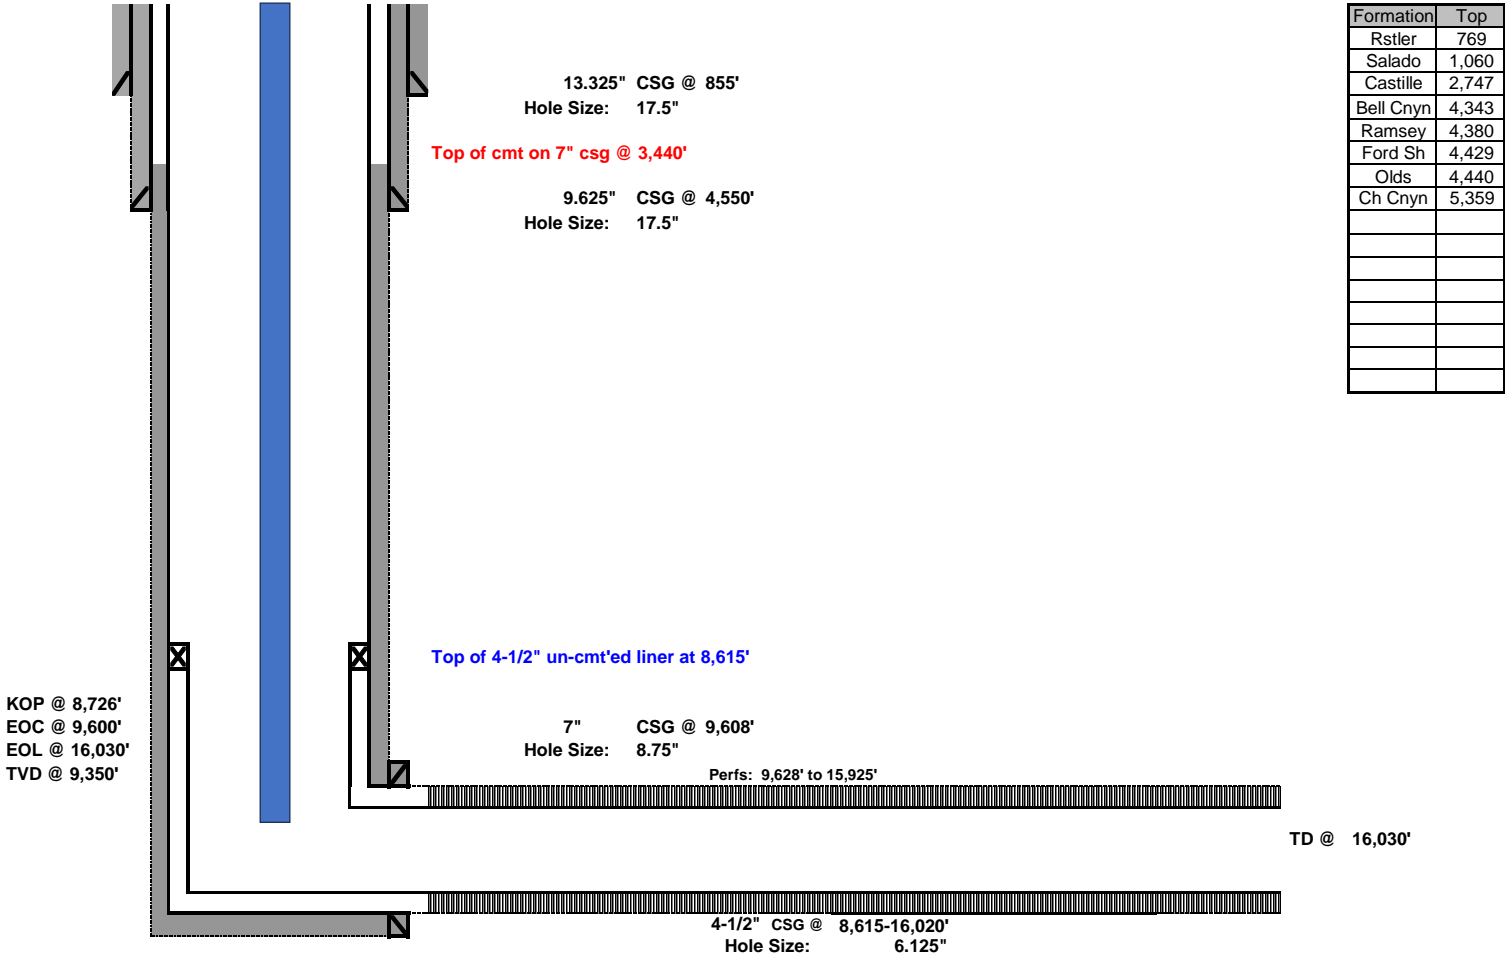 Formation Top
Rstler 769
Salado 1,060
Castille 2,747
Bell Cnyn 4,343
Ramsey 4,380
Ford Sh 4,429
Olds 4,440
Ch Cnyn 5,359
13.325" CSG @ 855'
Hole Size: 17.5"
Top of cmt on 7" csg @ 3,440'
9.625" CSG @ 4,550'
Hole Size: 17.5"
Top of 4-1/2" un-cmt'ed liner at 8,615'
KOP @ 8,726'
EOC @ 9,600'
EOL @ 16,030'
TVD @ 9,350'
7" CSG @ 9,608'
Hole Size: 8.75"
Perfs: 9,628' to 15,925'
TD @ 16,030'
4-1/2" CSG @ 8,615-16,020'
Hole Size: 6.125"